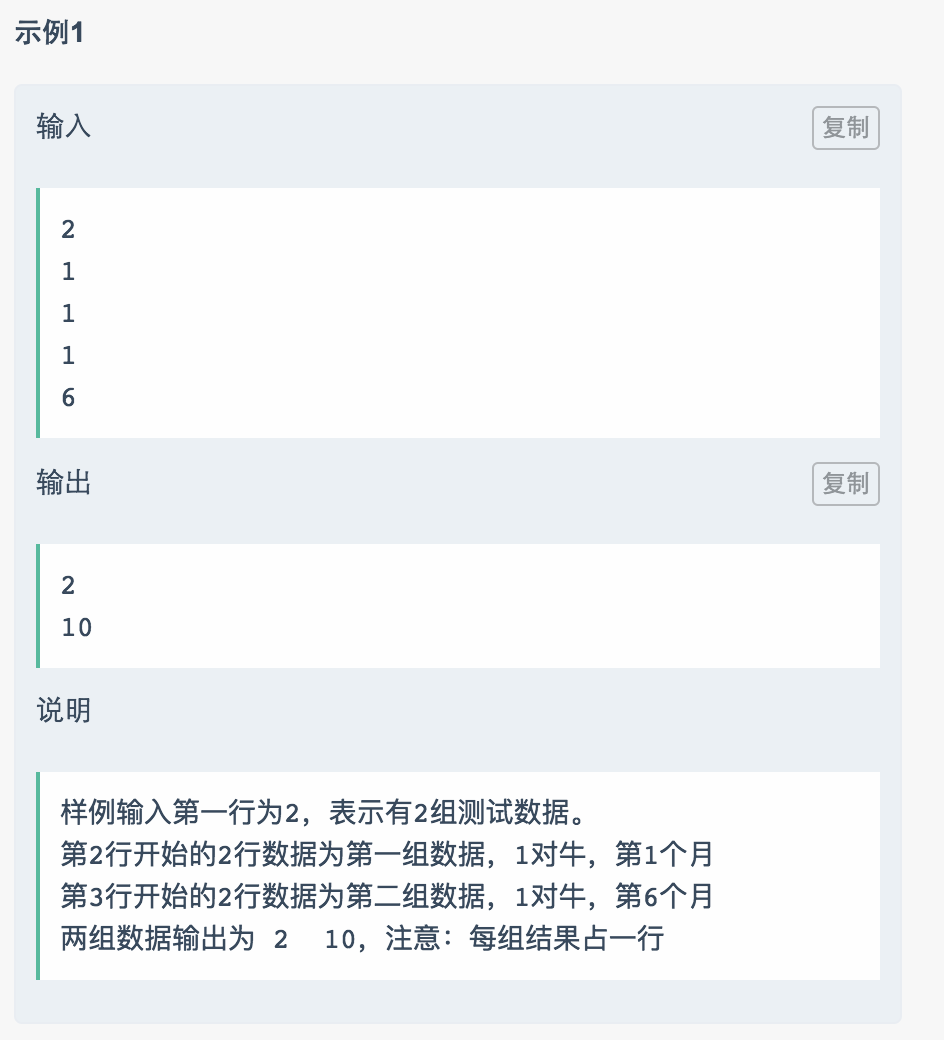 示例1
输入
复制
2
1
1
1
6
输出
复制
2
10
说明
样例输入第一行为2，表示有2组测试数据。
第2行开始的2行数据为第一组数据，1对牛，第1个月
第3行开始的2行数据为第二组数据，1对牛，第6个月
两组数据输出为 2  10，注意：每组结果占一行